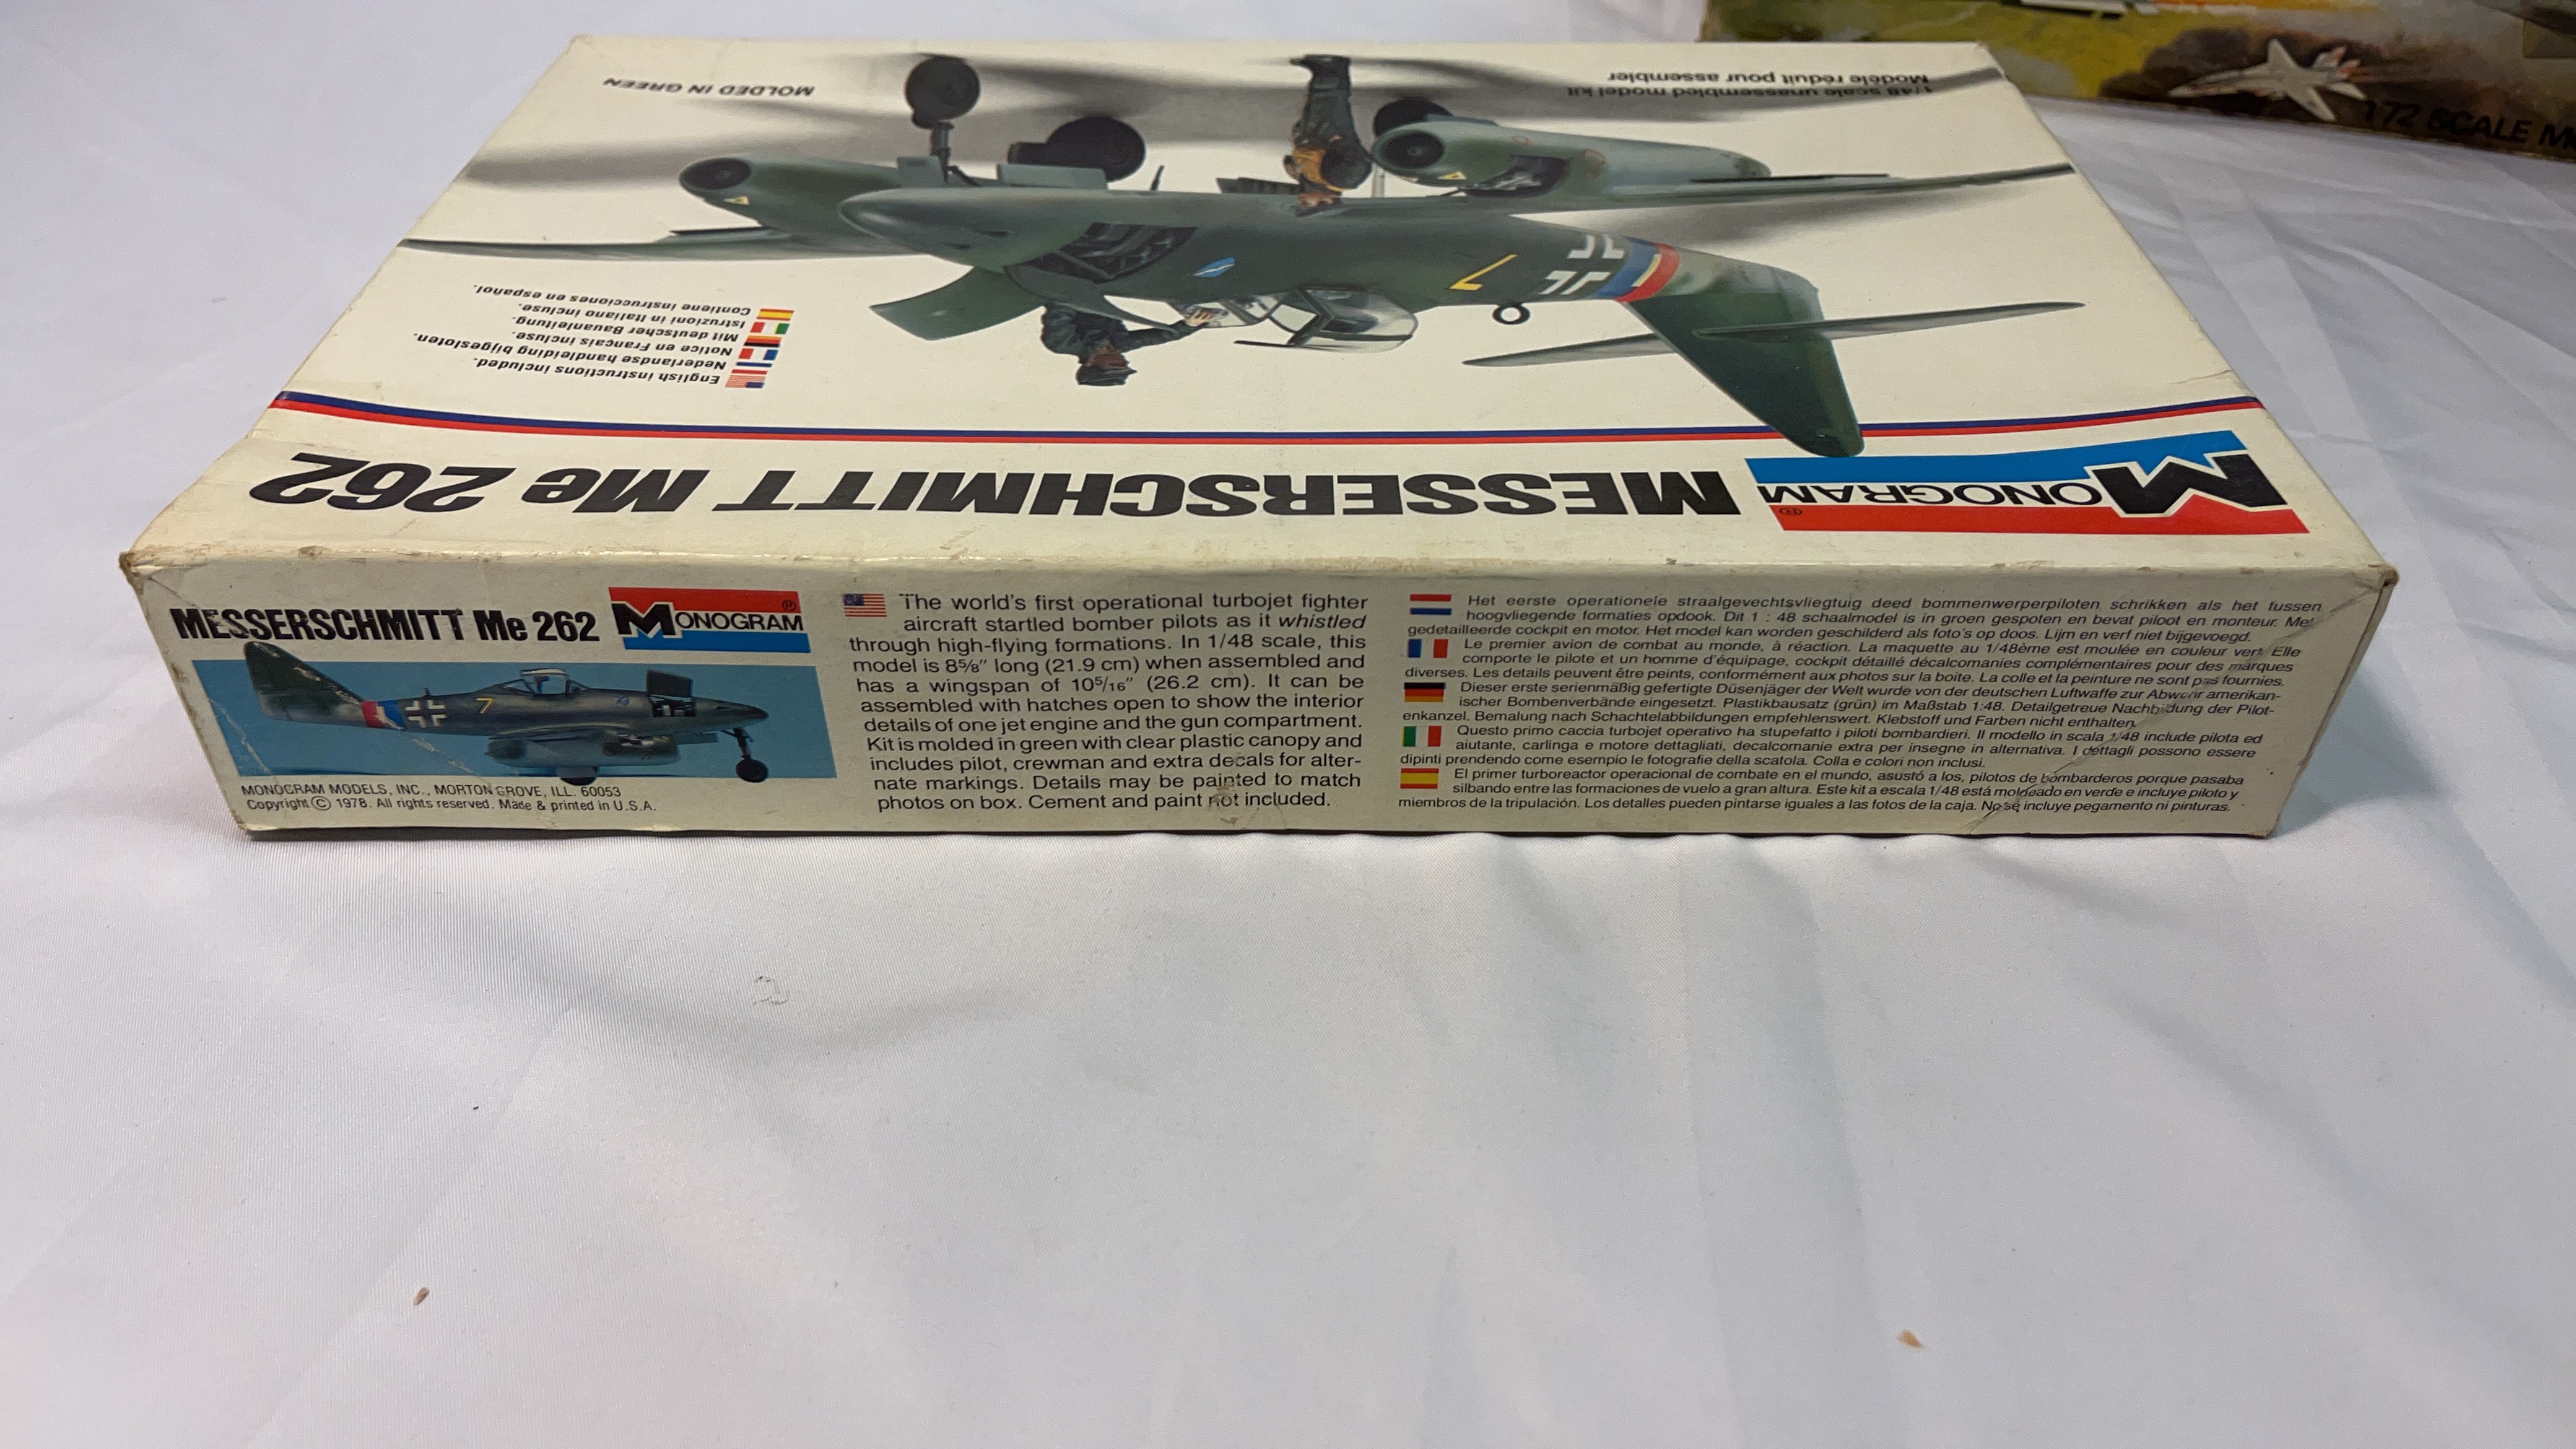 MOLDED IN GREEN
1/48 scale unassembled model kit
Modèle réduit pour assembler
English instructions included.
Nederlandse handleiding bijgesloten.
Notice en Français incluse.
Mit deutscher Bauanleitung.
Istruzioni in Italiano incluse.
Contiene instrucciones en español.
7
MONOGRAM®
MESSERSCHMITT Me 262
MESSERSCHMITT Me 262
MONOGRAM®
7
MONOGRAM MODELS, INC., MORTON GROVE, ILL. 60053
Copyright © 1978. All rights reserved. Made & printed in U.S.A.
The world's first operational turbojet fighter
aircraft startled bomber pilots as it whistled
through high-flying formations. In 1/48 scale, this
model is 8⅝" long (21.9 cm) when assembled and
has a wingspan of 10⁵/₁₆" (26.2 cm). It can be
assembled with hatches open to show the interior
details of one jet engine and the gun compartment.
Kit is molded in green with clear plastic canopy and
includes pilot, crewman and extra decals for alter-
nate markings. Details may be painted to match
photos on box. Cement and paint not included.
Het eerste operationele straalgevechtsvliegtuig deed bommenwerperpiloten schrikken als het tussen
hoogvliegende formaties opdook. Dit 1 : 48 schaalmodel is in groen gespoten en bevat piloot en monteur. Met
gedetailleerde cockpit en motor. Het model kan worden geschilderd als foto's op doos. Lijm en verf niet bijgevoegd.
Le premier avion de combat au monde, à réaction. La maquette au 1/48ème est moulée en couleur vert. Elle
comporte le pilote et un homme d'équipage, cockpit détaillé décalcomanies complémentaires pour des marques
diverses. Les details peuvent être peints, conformément aux photos sur la boite. La colle et la peinture ne sont pas fournies.
Dieser erste serienmäßig gefertigte Düsenjäger der Welt wurde von der deutschen Luftwaffe zur Abwehr amerikan-
ischer Bombenverbände eingesetzt. Plastikbausatz (grün) im Maßstab 1:48. Detailgetreue Nachbildung der Pilot-
enkanzel. Bemalung nach Schachtelabbildungen empfehlenswert. Klebstoff und Farben nicht enthalten.
Questo primo caccia turbojet operativo ha stupefatto i piloti bombardieri. Il modello in scala 1/48 include pilota ed
aiutante, carlinga e motore dettagliati, decalcomanie extra per insegne in alternativa. I dettagli possono essere
dipinti prendendo come esempio le fotografie della scatola. Colla e colori non inclusi.
El primer turboreactor operacional de combate en el mundo, asustó a los, pilotos de bombarderos porque pasaba
silbando entre las formaciones de vuelo a gran altura. Este kit a escala 1/48 está moldeado en verde e incluye piloto y
miembros de la tripulación. Los detalles pueden pintarse iguales a las fotos de la caja. No se incluye pegamento ni pinturas.
72 SCALE